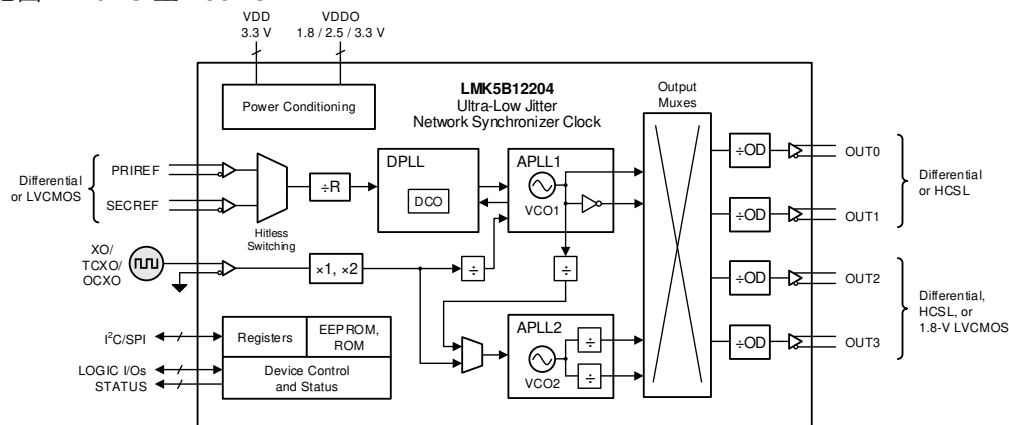 VDD
3.3 V
VDDO
1.8 / 2.5 / 3.3 V
Power Conditioning
LMK5B12204
Ultra-Low Jitter
Network Synchronizer Clock
Output
Muxes
Differential
or LVCMOS
PRIREF
SECREF
Hitless
Switching
÷R
DPLL
DCO
APLL1
VCO1
÷OD
OUT0
÷OD
OUT1
Differential
or HCSL
XO/
TCXO/
OCXO
×1, ×2
÷
÷
÷OD
OUT2
÷OD
OUT3
Differential,
HCSL, or
1.8-V LVCMOS
APLL2
VCO2
÷
÷
I²C/SPI
LOGIC I/Os
STATUS
Registers
EEPROM,
ROM
Device Control
and Status